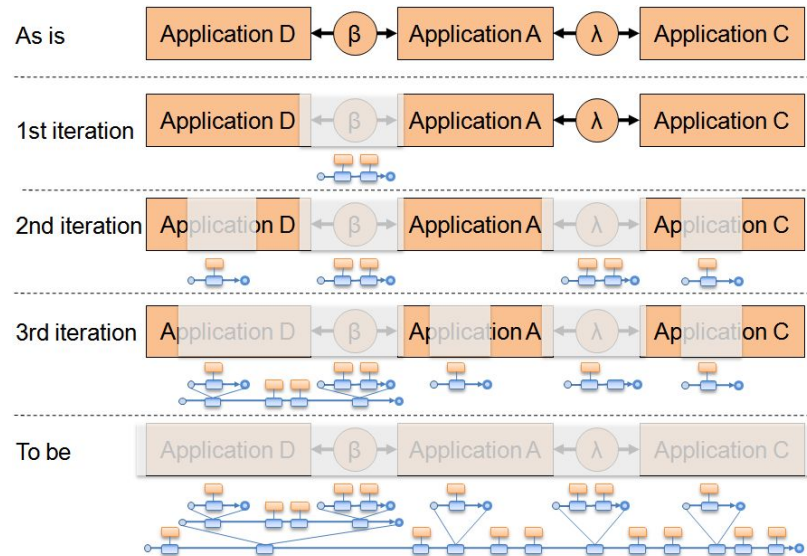 As is
Application D
β
Application A
λ
Application C
1st iteration
Application D
β
Application A
λ
Application C
2nd iteration
Application D
β
Application A
λ
Application C
3rd iteration
Application D
β
Application A
λ
Application C
To be
Application D
β
Application A
λ
Application C